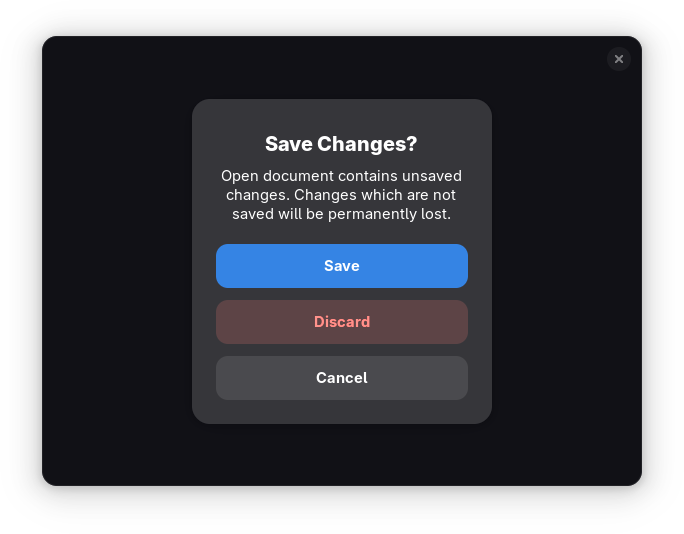 Save Changes?
Open document contains unsaved
changes. Changes which are not
saved will be permanently lost.
Save
Discard
Cancel